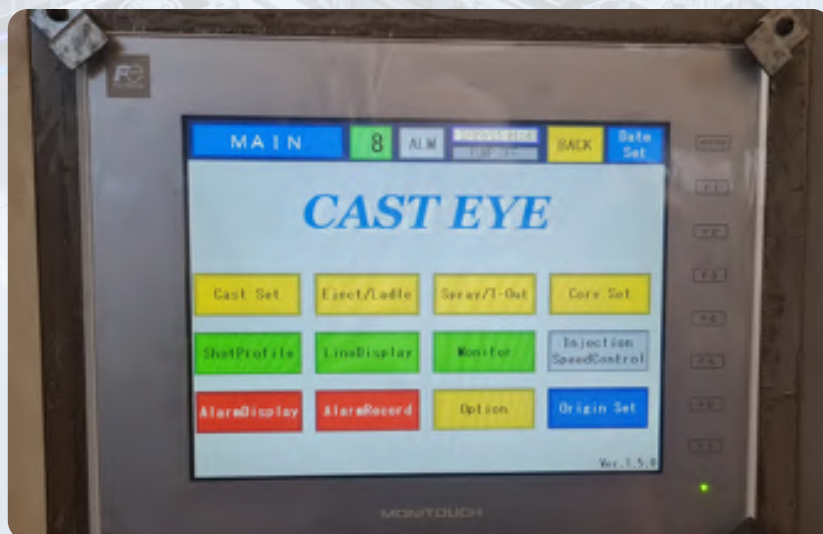 MAIN 8 ALM BACK Date Set
CAST EYE
Cast Set Eject/Ladle Spray/T-Out Core Set
ShotProfile LineDisplay Monitor Injection SpeedControl
AlarmDisplay AlarmRecord Option Origin Set
Ver.1.5.0
MONITOUCH